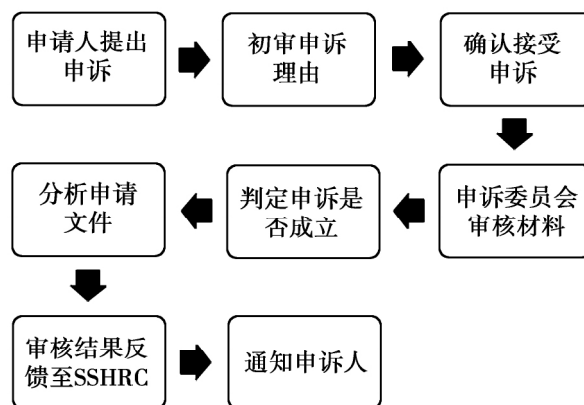 申请人提出
申诉
初审申诉
理由
确认接受
申诉
申诉委员会
审核材料
判定申诉是
否成立
分析申请
文件
审核结果反
馈至SSHRC
通知申诉人